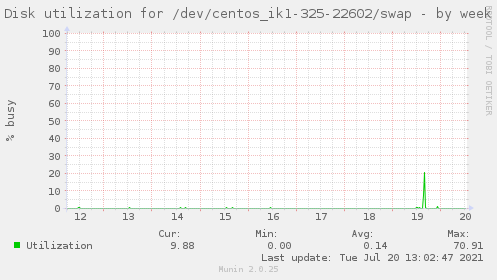 Disk utilization for /dev/centos_ik1-325-22602/swap - by week
RRDTOOL / TOBI OETIKER
% busy
100
90
80
70
60
50
40
30
20
10
0
12 13 14 15 16 17 18 19 20
Cur: Min: Avg: Max:
Utilization 9.88 0.00 0.14 70.91
Last update: Tue Jul 20 13:02:47 2021
Munin 2.0.25